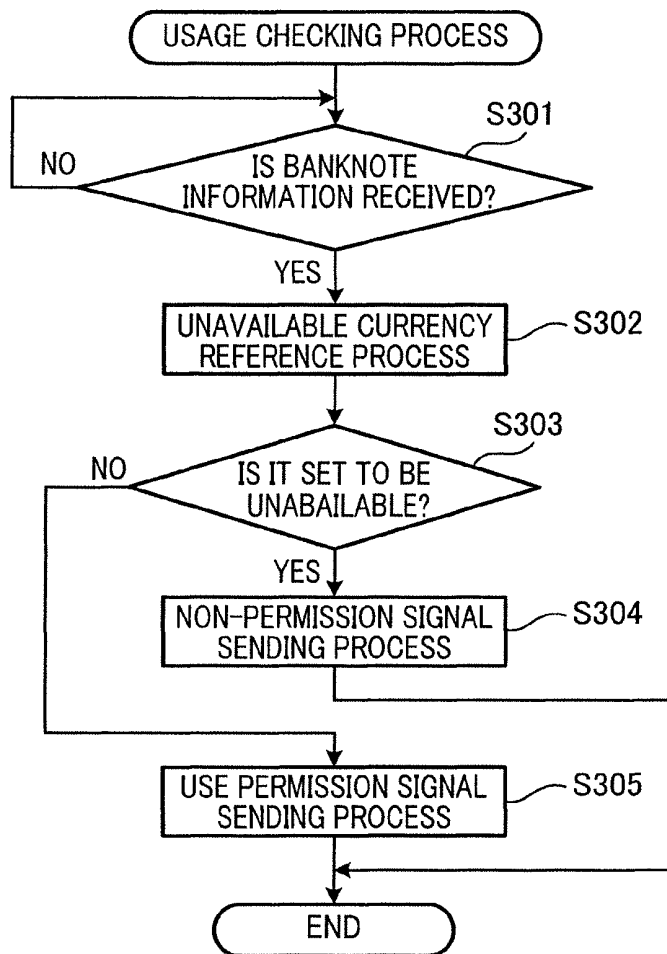 USAGE CHECKING PROCESS
S301
NO
IS BANKNOTE
INFORMATION RECEIVED?
YES
UNAVAILABLE CURRENCY
REFERENCE PROCESS
S302
S303
NO
IS IT SET TO BE
UNABAILABLE?
YES
NON-PERMISSION SIGNAL
SENDING PROCESS
S304
USE PERMISSION SIGNAL
SENDING PROCESS
S305
END